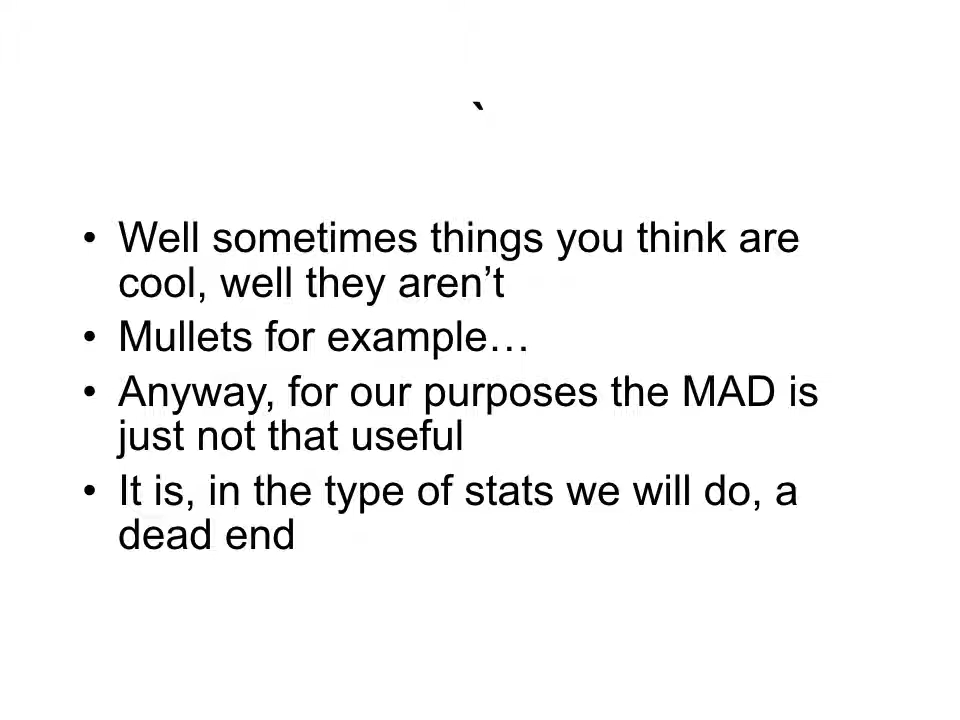 `
• Well sometimes things you think are
cool, well they aren’t
• Mullets for example…
• Anyway, for our purposes the MAD is
just not that useful
• It is, in the type of stats we will do, a
dead end